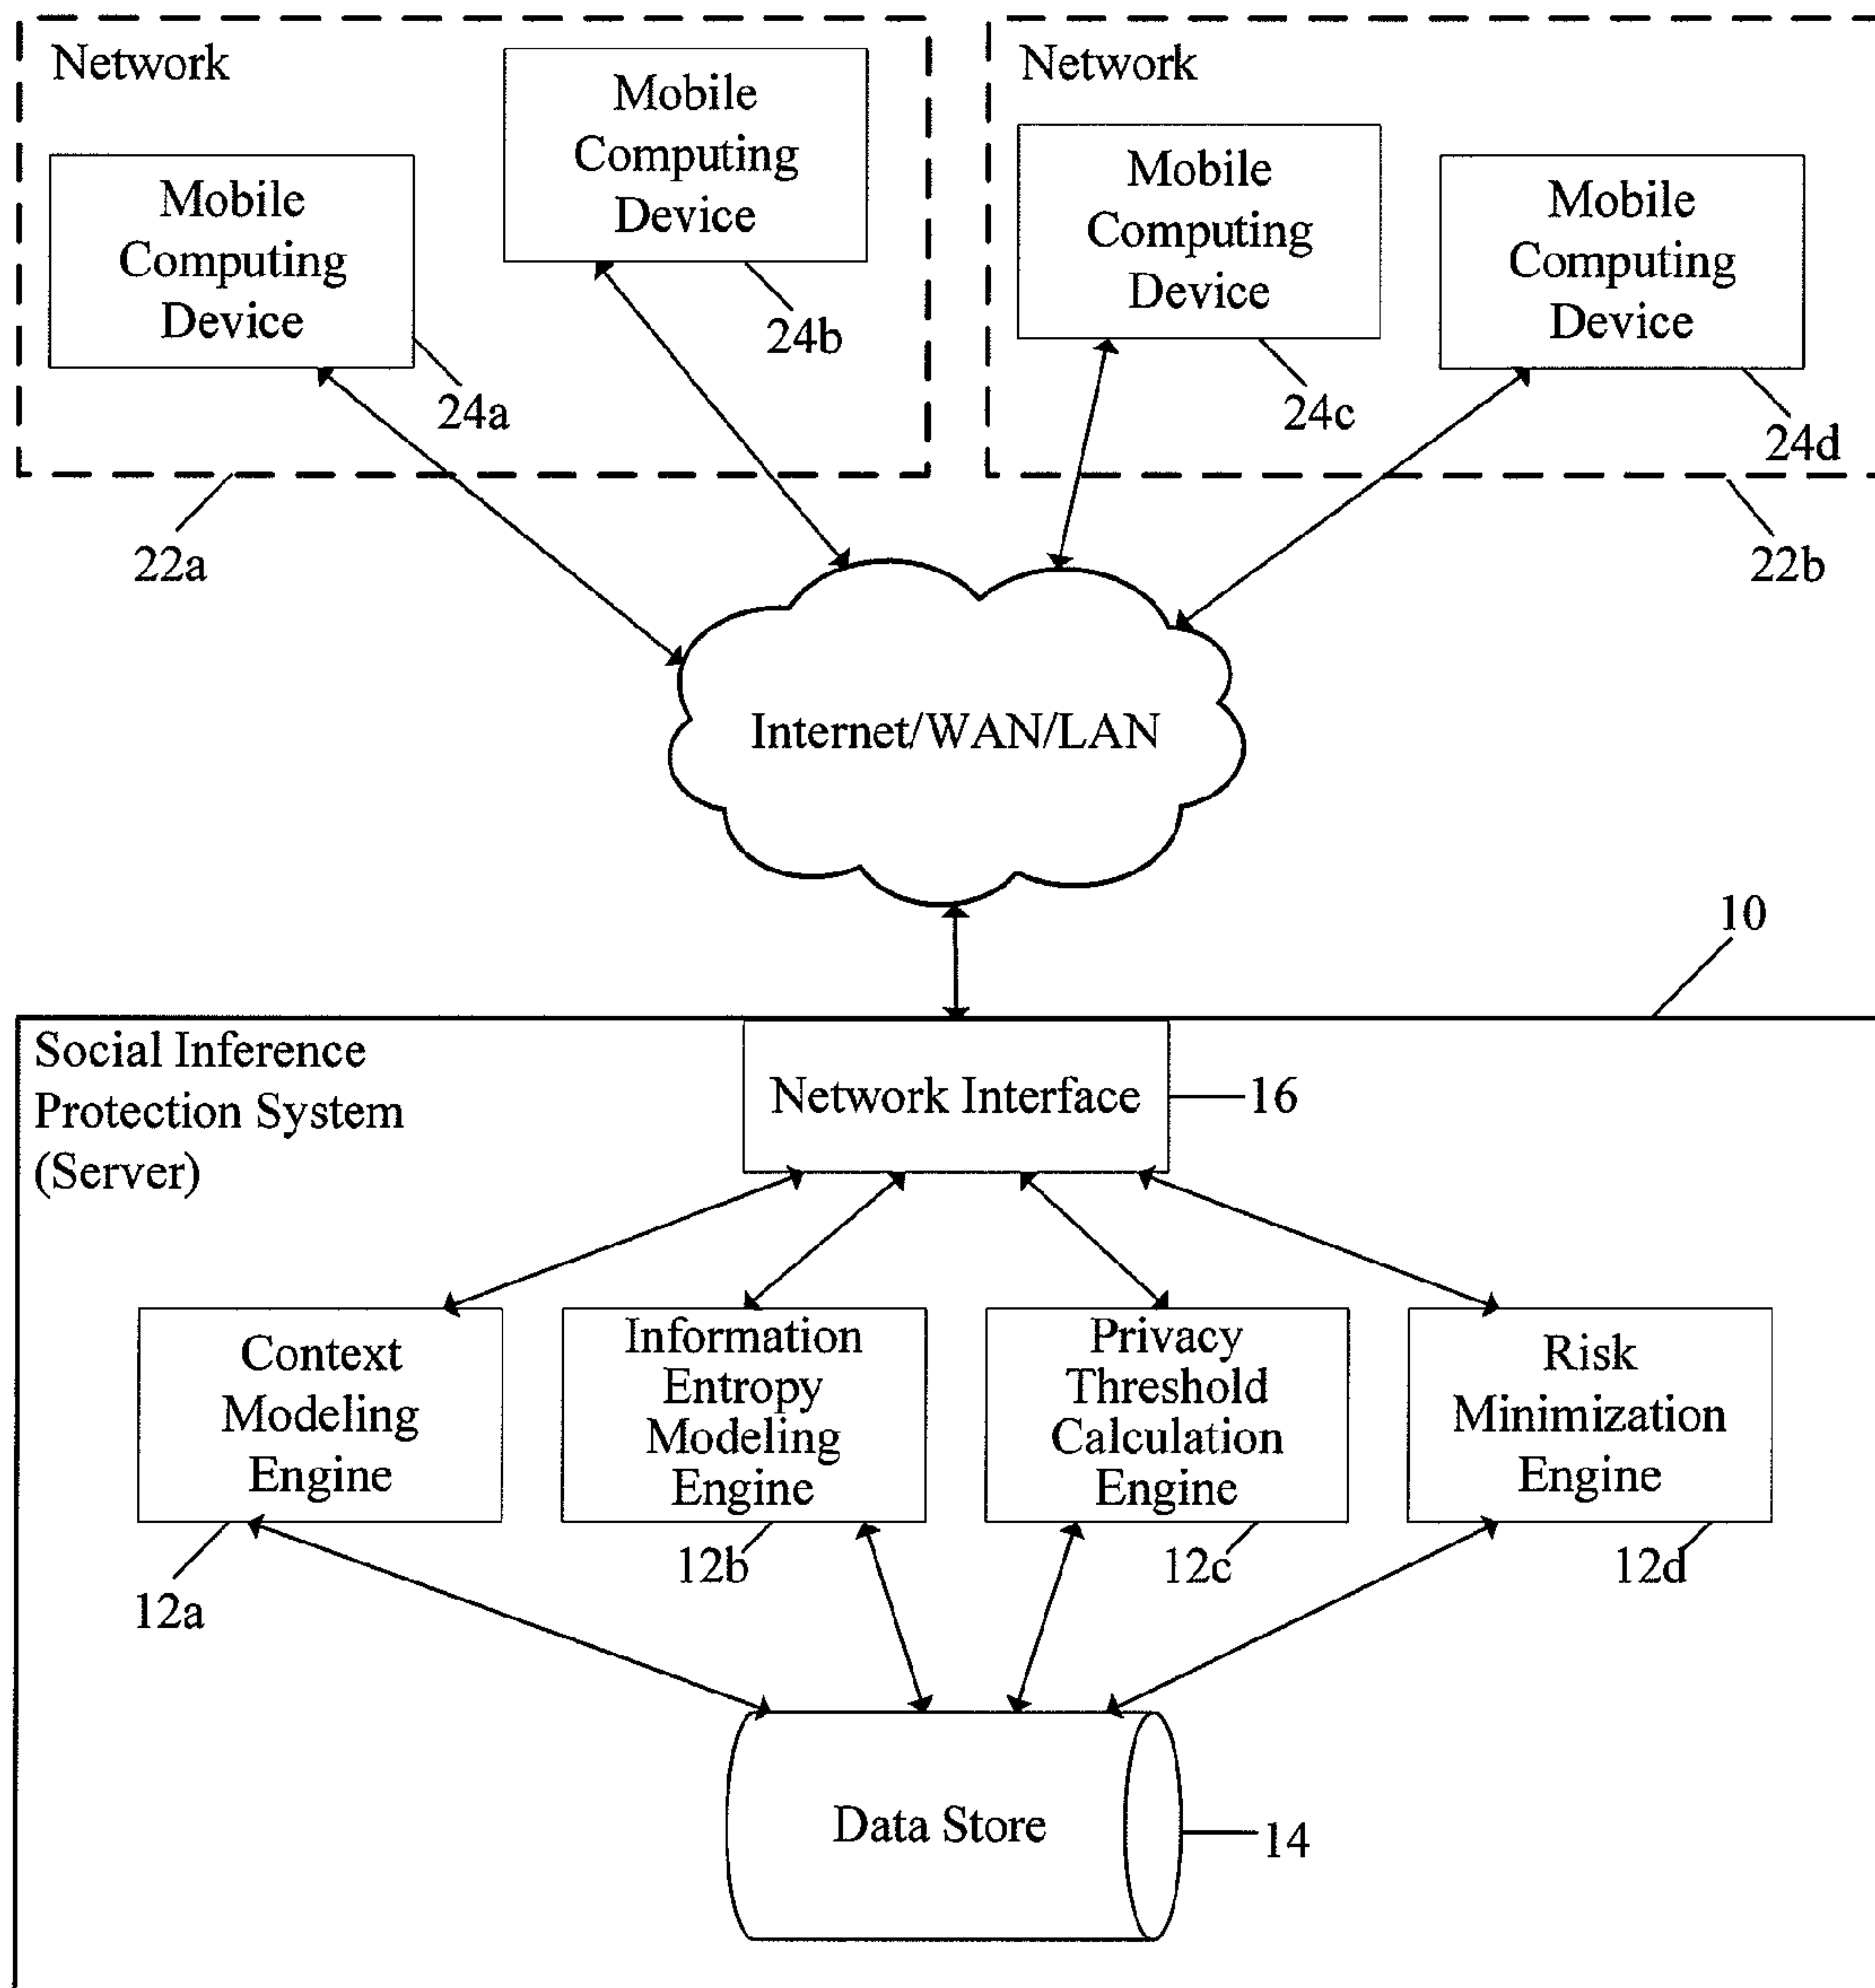 Network
Mobile
Computing
Device
24a
Mobile
Computing
Device
24b
22a
Network
Mobile
Computing
Device
24c
Mobile
Computing
Device
24d
22b
Internet/WAN/LAN
10
Social Inference
Protection System
(Server)
Network Interface
16
Context
Modeling
Engine
12a
Information
Entropy
Modeling
Engine
12b
Privacy
Threshold
Calculation
Engine
12c
Risk
Minimization
Engine
12d
Data Store
14